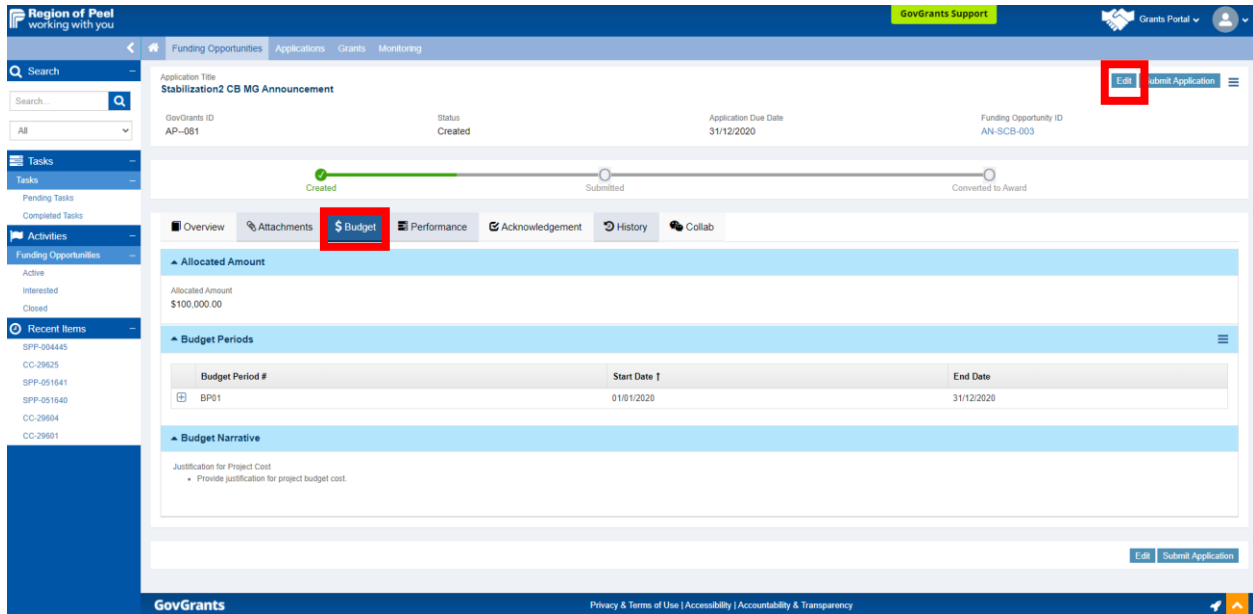 Region of Peel
working with you
GovGrants Support
Grants Portal
Funding Opportunities Applications Grants Monitoring
Search
Search...
All
Tasks
Tasks
Pending Tasks
Completed Tasks
Activities
Funding Opportunities
Active
Interested
Closed
Recent Items
SPP-004445
CC-29625
SPP-051641
SPP-051640
CC-29604
CC-29601
Application Title
Stabilization2 CB MG Announcement
Edit Submit Application
GovGrants ID Status Application Due Date Funding Opportunity ID
AP--081 Created 31/12/2020 AN-SCB-003
Created Submitted Converted to Award
Overview Attachments $ Budget Performance Acknowledgement History Collab
Allocated Amount
Allocated Amount
$100,000.00
Budget Periods
Budget Period # Start Date ↑ End Date
BP01 01/01/2020 31/12/2020
Budget Narrative
Justification for Project Cost
• Provide justification for project budget cost.
Edit Submit Application
GovGrants Privacy & Terms of Use | Accessibility | Accountability & Transparency